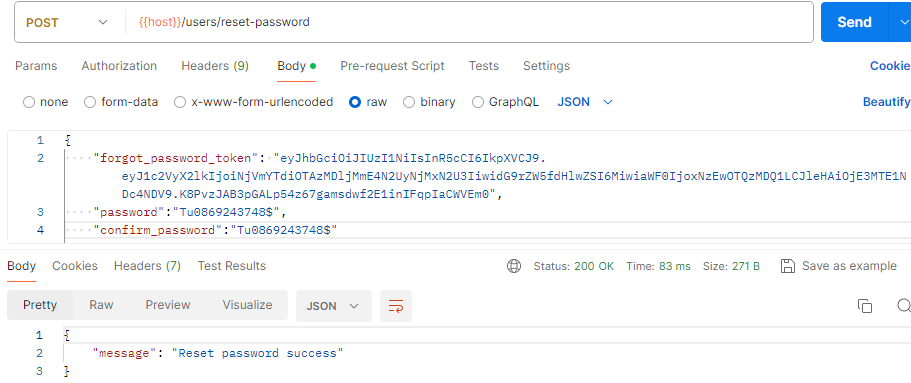 POST {{host}}/users/reset-password Send
Params Authorization Headers (9) Body Pre-request Script Tests Settings Cookie
none form-data x-www-form-urlencoded raw binary GraphQL JSON Beautify
1 {
2 "forgot_password_token": "eyJhbGciOiJIUzI1NiIsInR5cCI6IkpXVCJ9.
eyJ1c2VyX2lkIjoiNjVmYTdiOTAzMDljMmE4N2UyNjMxN2U3IiwidG9rZW5fdHlwZSI6MiwiaWF0IjoxNzEwOTQzMDQ1LCJleHAiOjE3MTE1N
Dc4NDV9.K8PvzJAB3pGALp54z67gamsdwf2E1inIFqpIaCWVEm0",
3 "password":"Tu0869243748$",
4 "confirm_password":"Tu0869243748$"
Body Cookies Headers (7) Test Results Status: 200 OK Time: 83 ms Size: 271 B Save as example
Pretty Raw Preview Visualize JSON
1 {
2 "message": "Reset password success"
3 }